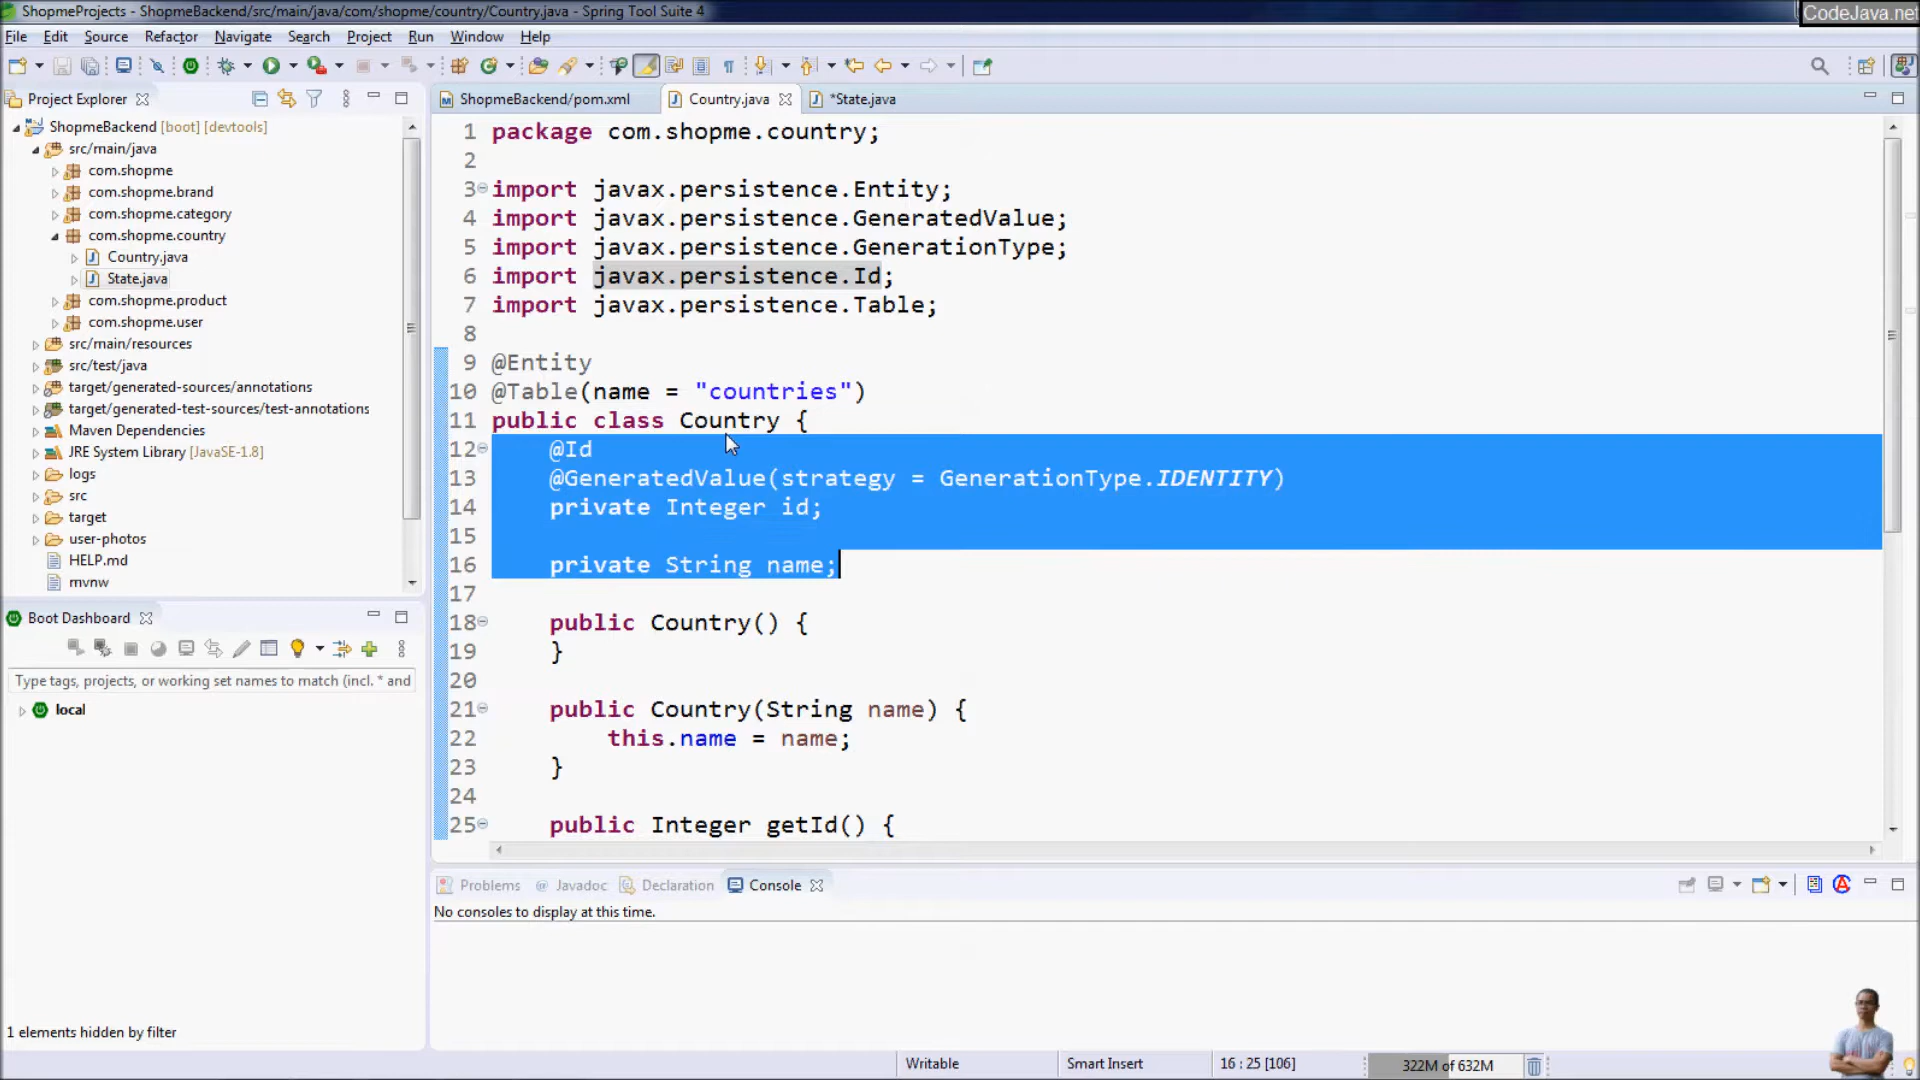 ShopmeProjects - ShopmeBackend/src/main/java/com/shopme/country/Country.java - Spring Tool Suite 4
CodeJava.net
File Edit Source Refactor Navigate Search Project Run Window Help
Project Explorer
ShopmeBackend [boot] [devtools]
src/main/java
com.shopme
com.shopme.brand
com.shopme.category
com.shopme.country
Country.java
State.java
com.shopme.product
com.shopme.user
src/main/resources
src/test/java
target/generated-sources/annotations
target/generated-test-sources/test-annotations
Maven Dependencies
JRE System Library [JavaSE-1.8]
logs
src
target
user-photos
HELP.md
mvnw
Boot Dashboard
Type tags, projects, or working set names to match (incl. * and
local
1 elements hidden by filter
ShopmeBackend/pom.xml Country.java *State.java
1 package com.shopme.country;
2
3 import javax.persistence.Entity;
4 import javax.persistence.GeneratedValue;
5 import javax.persistence.GenerationType;
6 import javax.persistence.Id;
7 import javax.persistence.Table;
8
9 @Entity
10 @Table(name = "countries")
11 public class Country {
12 @Id
13 @GeneratedValue(strategy = GenerationType.IDENTITY)
14 private Integer id;
15
16 private String name;
17
18 public Country() {
19 }
20
21 public Country(String name) {
22 this.name = name;
23 }
24
25 public Integer getId() {
Problems Javadoc Declaration Console
No consoles to display at this time.
Writable Smart Insert 16 : 25 [106] 322M of 632M